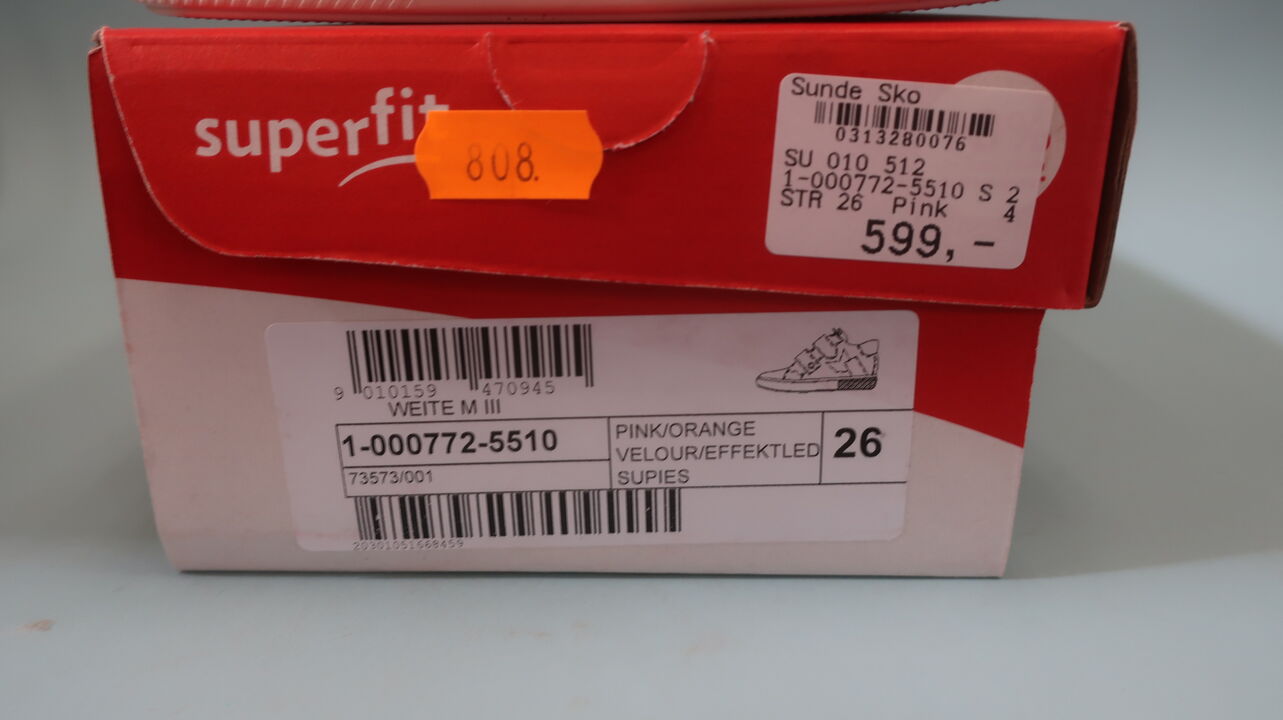 superfit
808.
Sunde Sko
0313280076
SU 010 512
1-000772-5510 S 2
4
STR 26 Pink
599,-
9 010159 470945
WEITE M III
1-000772-5510
73573/001
PINK/ORANGE
VELOUR/EFFEKTLED
SUPIES
26
20301051668459